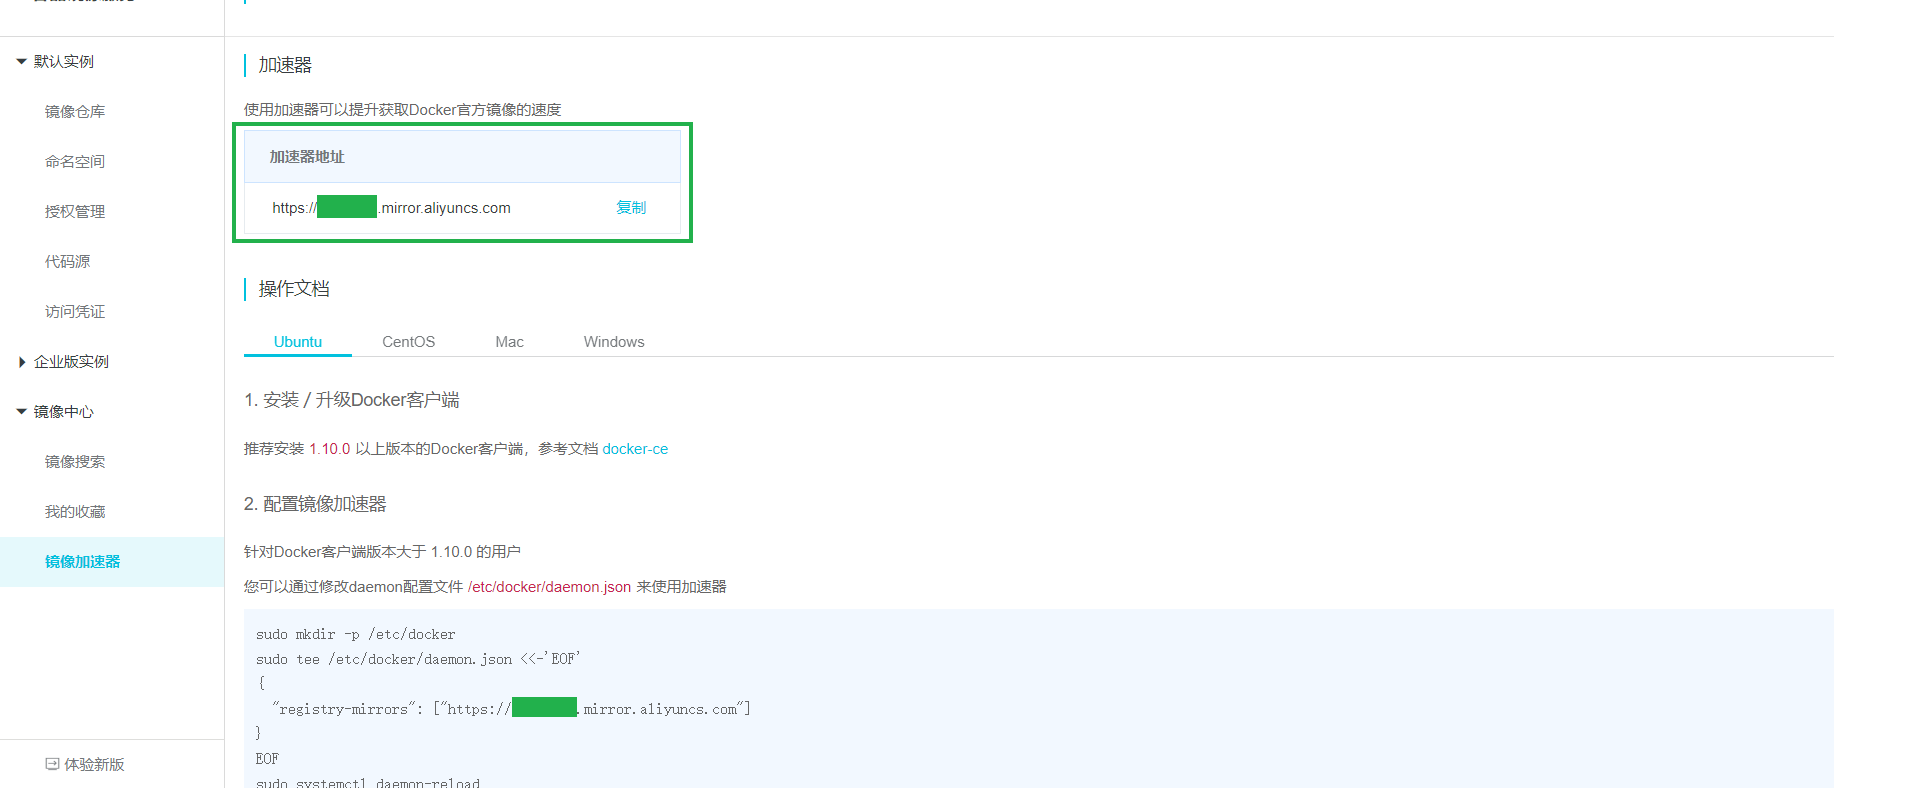 默认实例
镜像仓库
命名空间
授权管理
代码源
访问凭证
企业版实例
镜像中心
镜像搜索
我的收藏
镜像加速器
体验新版
加速器
使用加速器可以提升获取Docker官方镜像的速度
加速器地址
https:// .mirror.aliyuncs.com 复制
操作文档
Ubuntu CentOS Mac Windows
1. 安装 / 升级Docker客户端
推荐安装 1.10.0 以上版本的Docker客户端，参考文档 docker-ce
2. 配置镜像加速器
针对Docker客户端版本大于 1.10.0 的用户
您可以通过修改daemon配置文件 /etc/docker/daemon.json 来使用加速器
sudo mkdir -p /etc/docker
sudo tee /etc/docker/daemon.json <<-'EOF'
{
"registry-mirrors": ["https:// .mirror.aliyuncs.com"]
}
EOF
sudo systemctl daemon-reload